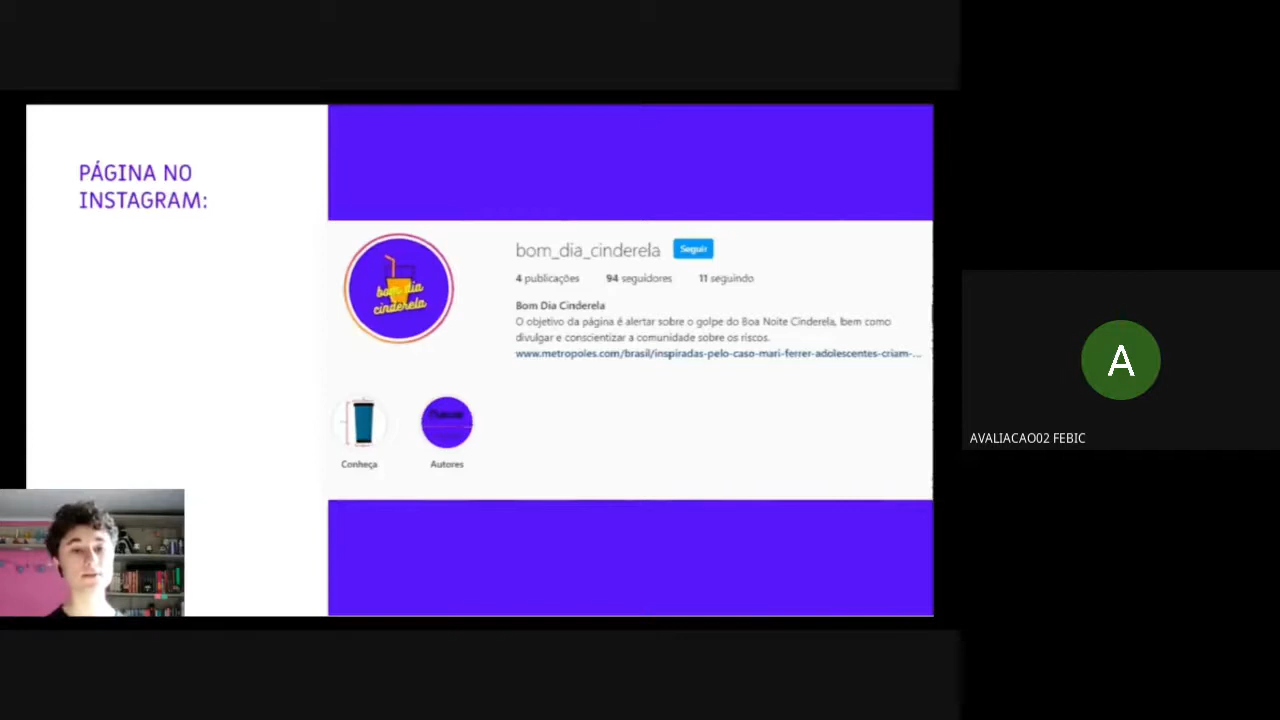 PÁGINA NO
INSTAGRAM:
bom dia
cinderela
bom_dia_cinderela
Seguir
4 publicações 94 seguidores 11 seguindo
Bom Dia Cinderela
O objetivo da página é alertar sobre o golpe do Boa Noite Cinderela, bem como
divulgar e conscientizar a comunidade sobre os riscos.
www.metropoles.com/brasil/inspiradas-pelo-caso-mari-ferrer-adolescentes-criam-...
Conheça
Autores
A
AVALIACAO02 FEBIC